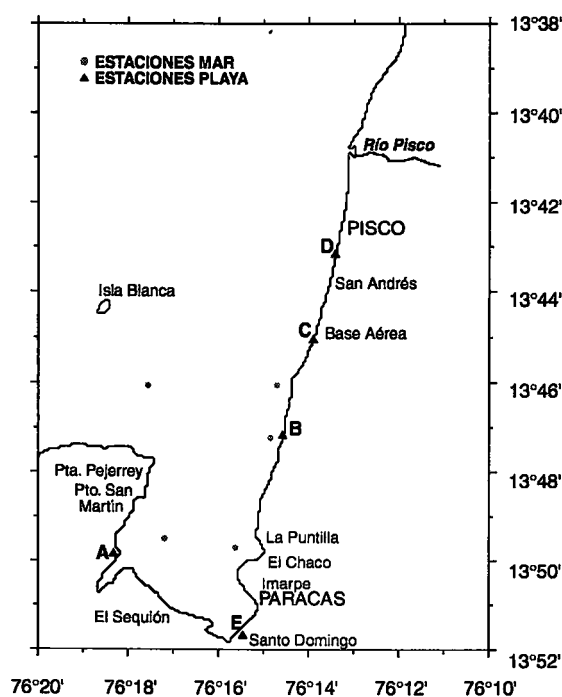 13°38'
ESTACIONES MAR
ESTACIONES PLAYA
13°40'
Río Pisco
13°42'
PISCO
D
San Andrés
Isla Blanca
13°44'
C
Base Aérea
13°46'
B
Pta. Pejerrey
13°48'
Pto. San
Martín
La Puntilla
A
El Chaco
13°50'
Imarpe
PARACAS
El Sequión
E
Santo Domingo
13°52'
76°20' 76°18' 76°16' 76°14' 76°12' 76°10'